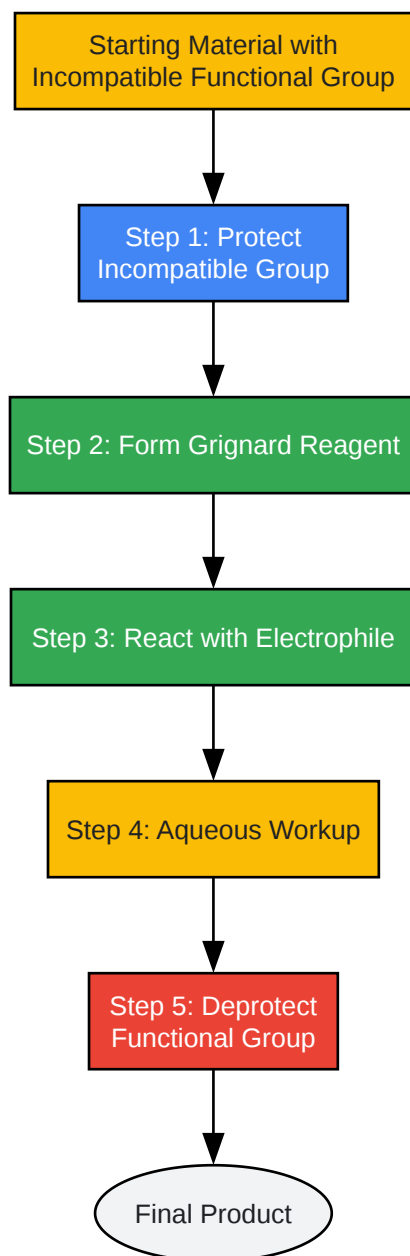 Starting Material with
Incompatible Functional Group
Step 1: Protect
Incompatible Group
Step 2: Form Grignard Reagent
Step 3: React with Electrophile
Step 4: Aqueous Workup
Step 5: Deprotect
Functional Group
Final Product